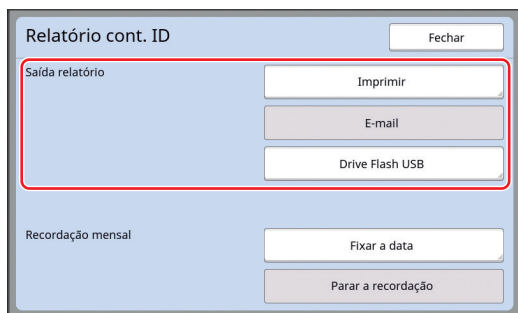 Relatório cont. ID
Fechar
Saída relatório
Imprimir
E-mail
Drive Flash USB
Recordação mensal
Fixar a data
Parar a recordação